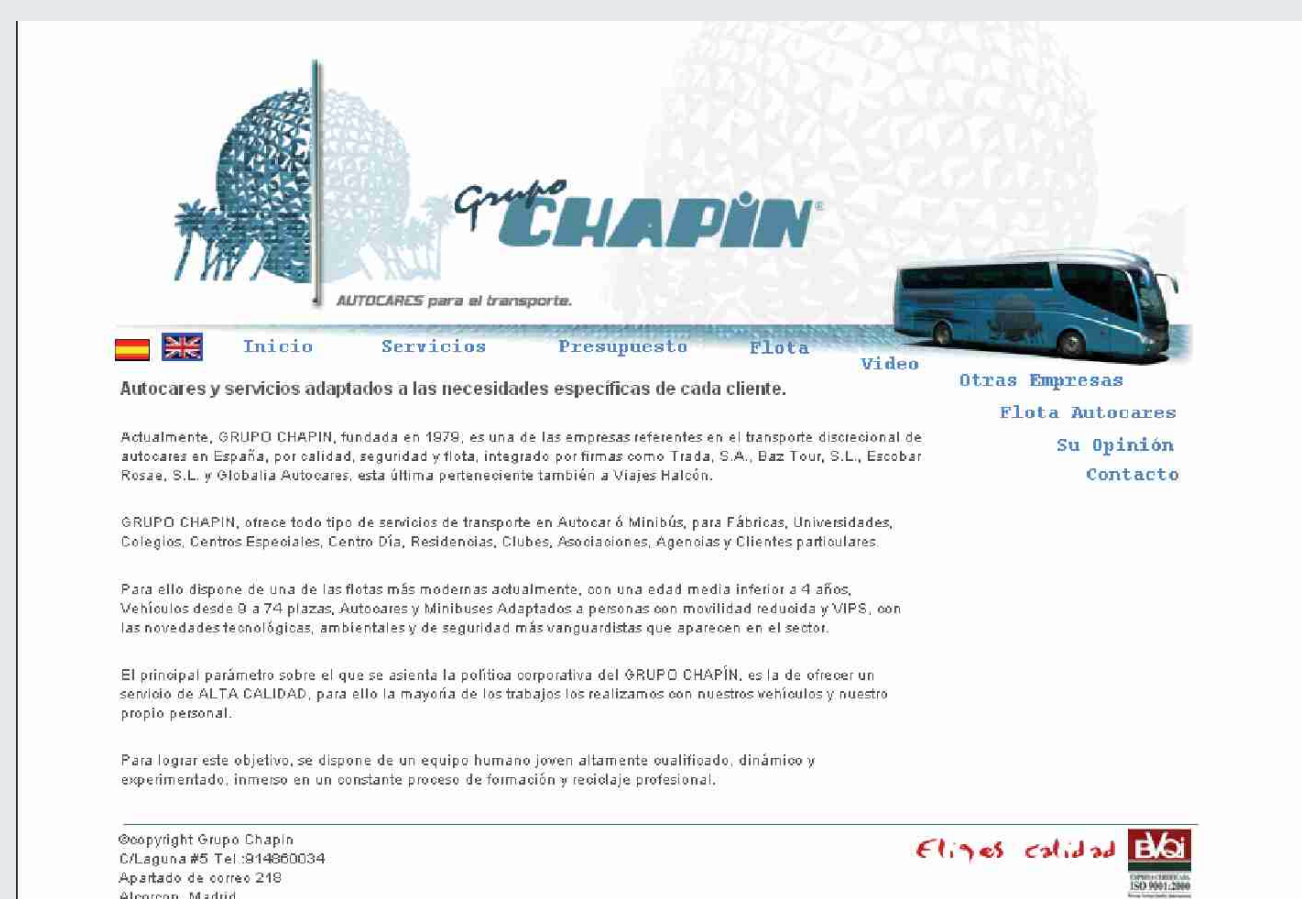 Grupo
CHAPIN®
AUTOCARES para el transporte.
Inicio Servicios Presupuesto Flota
Video
Otras Empresas
Flota Autocares
Su Opinión
Contacto
Autocares y servicios adaptados a las necesidades específicas de cada cliente.
Actualmente, GRUPO CHAPIN, fundada en 1979, es una de las empresas referentes en el transporte discrecional de
autocares en España, por calidad, seguridad y flota, integrado por firmas como Trada, S.A., Baz Tour, S.L., Escobar
Rosae, S.L. y Globalia Autocares, esta última perteneciente también a Viajes Halcón.
GRUPO CHAPIN, ofrece todo tipo de servicios de transporte en Autocar ó Minibús, para Fábricas, Universidades,
Colegios, Centros Especiales, Centro Día, Residencias, Clubes, Asociaciones, Agencias y Clientes particulares.
Para ello dispone de una de las flotas más modernas actualmente, con una edad media inferior a 4 años,
Vehículos desde 9 a 74 plazas, Autocares y Minibuses Adaptados a personas con movilidad reducida y VIPS, con
las novedades tecnológicas, ambientales y de seguridad más vanguardistas que aparecen en el sector.
El principal parámetro sobre el que se asienta la política corporativa del GRUPO CHAPÍN, es la de ofrecer un
servicio de ALTA CALIDAD, para ello la mayoría de los trabajos los realizamos con nuestros vehículos y nuestro
propio personal.
Para lograr este objetivo, se dispone de un equipo humano joven altamente cualificado, dinámico y
experimentado, inmerso en un constante proceso de formación y reciclaje profesional.
©copyright Grupo Chapin
C/Laguna #5 Tel :914860034
Apartado de correo 218
Alcorcon, Madrid
Eliges calidad
EVQi
EMPRESA CERTIFICADA
ISO 9001:2000